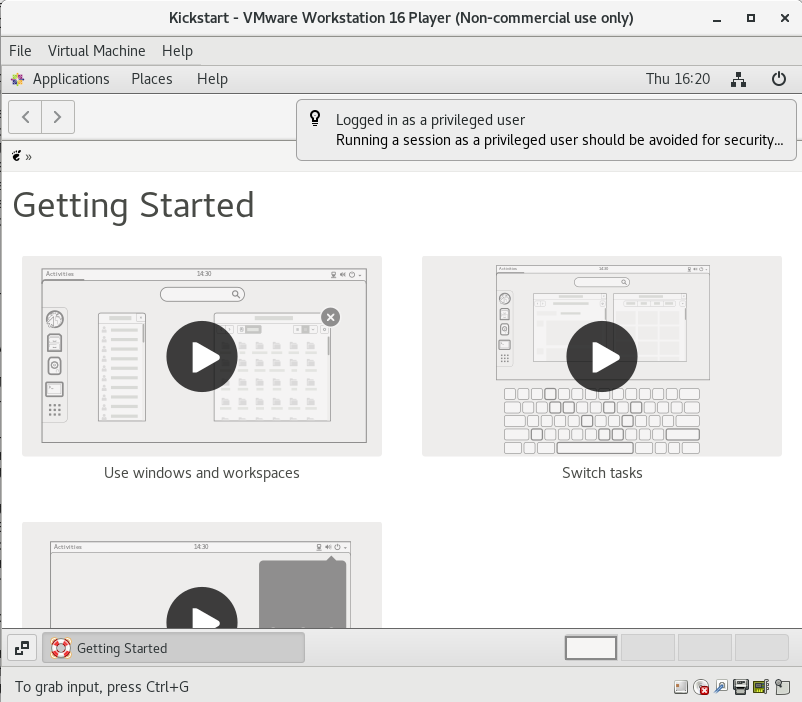 Kickstart - VMware Workstation 16 Player (Non-commercial use only)
File Virtual Machine Help
Applications Places Help Thu 16:20
Logged in as a privileged user
Running a session as a privileged user should be avoided for security...
»
Getting Started
Activities 14:30
Activities 14:30
Use windows and workspaces
Switch tasks
Activities 14:30
Getting Started
To grab input, press Ctrl+G